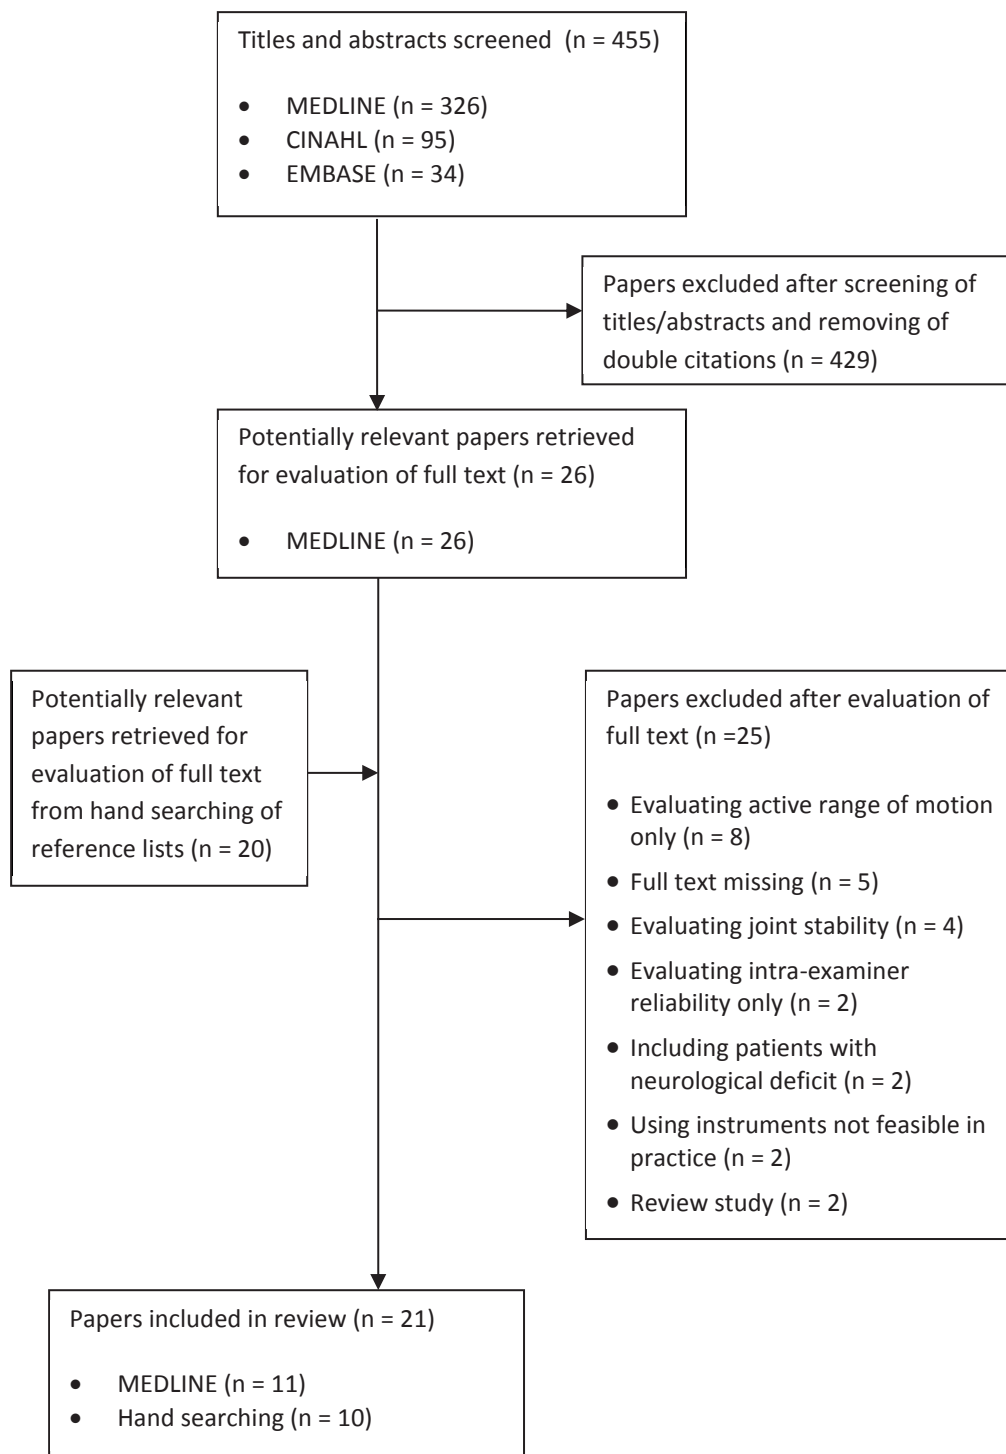 Titles and abstracts screened  (n = 455)
• MEDLINE (n = 326)
• CINAHL (n = 95)
• EMBASE (n = 34)
Papers excluded after screening of
titles/abstracts and removing of
double citations (n = 429)
Potentially relevant papers retrieved
for evaluation of full text (n = 26)
• MEDLINE (n = 26)
Potentially relevant
papers retrieved for
evaluation of full text
from hand searching of
reference lists (n = 20)
Papers excluded after evaluation of
full text (n =25)
• Evaluating active range of motion
only (n = 8)
• Full text missing (n = 5)
• Evaluating joint stability (n = 4)
• Evaluating intra-examiner
reliability only (n = 2)
• Including patients with
neurological deficit (n = 2)
• Using instruments not feasible in
practice (n = 2)
• Review study (n = 2)
Papers included in review (n = 21)
• MEDLINE (n = 11)
• Hand searching (n = 10)